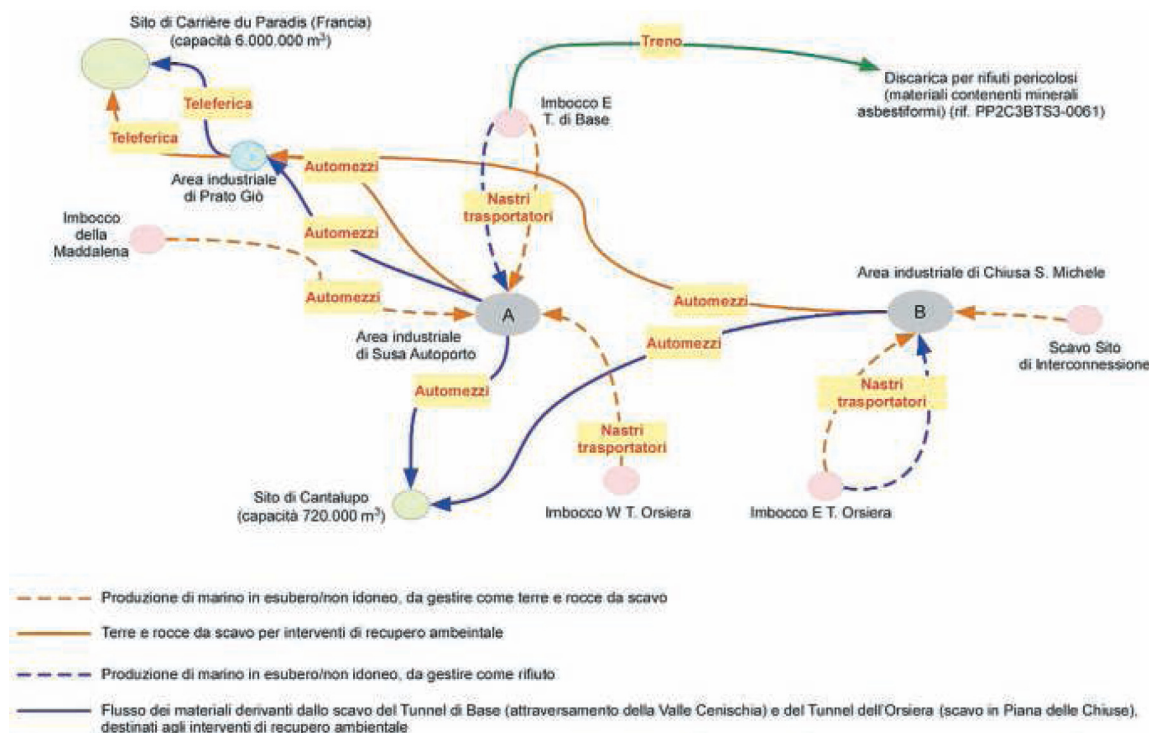 Sito di Carrière du Paradis (Francia)
(capacità 6.000.000 m³)
Treno
Discarica per rifiuti pericolosi
(materiali contenenti minerali
asbestiformi) (rif. PP2C3BTS3-0061)
Imbocco E
T. di Base
Teleferica
Teleferica
Automezzi
Area industriale
di Prato Giò
Nastri
trasportatori
Imbocco
della
Maddalena
Automezzi
Area industriale di Chiusa S. Michele
Automezzi
Automezzi
A
B
Area industriale
di Susa Autoporto
Automezzi
Scavo Sito
di Interconnessione
Automezzi
Nastri
trasportatori
Nastri
trasportatori
Sito di Cantalupo
(capacità 720.000 m³)
Imbocco W T. Orsiera
Imbocco E T. Orsiera
Produzione di marino in esubero/non idoneo, da gestire come terre e rocce da scavo
Terre e rocce da scavo per interventi di recupero ambeintale
Produzione di marino in esubero/non idoneo, da gestire come rifiuto
Flusso dei materiali derivanti dallo scavo del Tunnel di Base (attraversamento della Valle Cenischia) e del Tunnel dell'Orsiera (scavo in Piana delle Chiuse),
destinati agli interventi di recupero ambientale